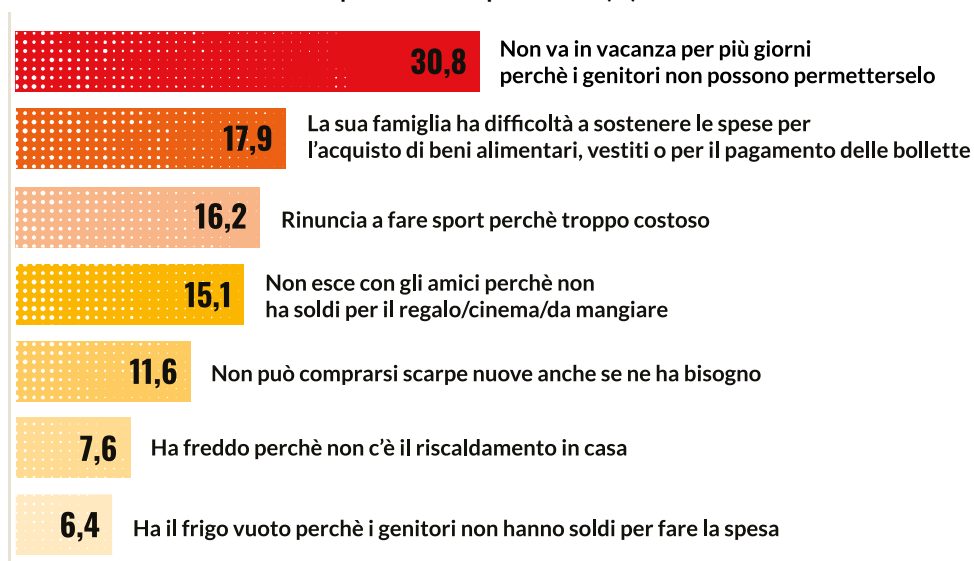 30,8
Non va in vacanza per più giorni
perchè i genitori non possono permetterselo
17,9
La sua famiglia ha difficoltà a sostenere le spese per
l’acquisto di beni alimentari, vestiti o per il pagamento delle bollette
16,2
Rinuncia a fare sport perchè troppo costoso
15,1
Non esce con gli amici perchè non
ha soldi per il regalo/cinema/da mangiare
11,6
Non può comprarsi scarpe nuove anche se ne ha bisogno
7,6
Ha freddo perchè non c’è il riscaldamento in casa
6,4
Ha il frigo vuoto perchè i genitori non hanno soldi per fare la spesa